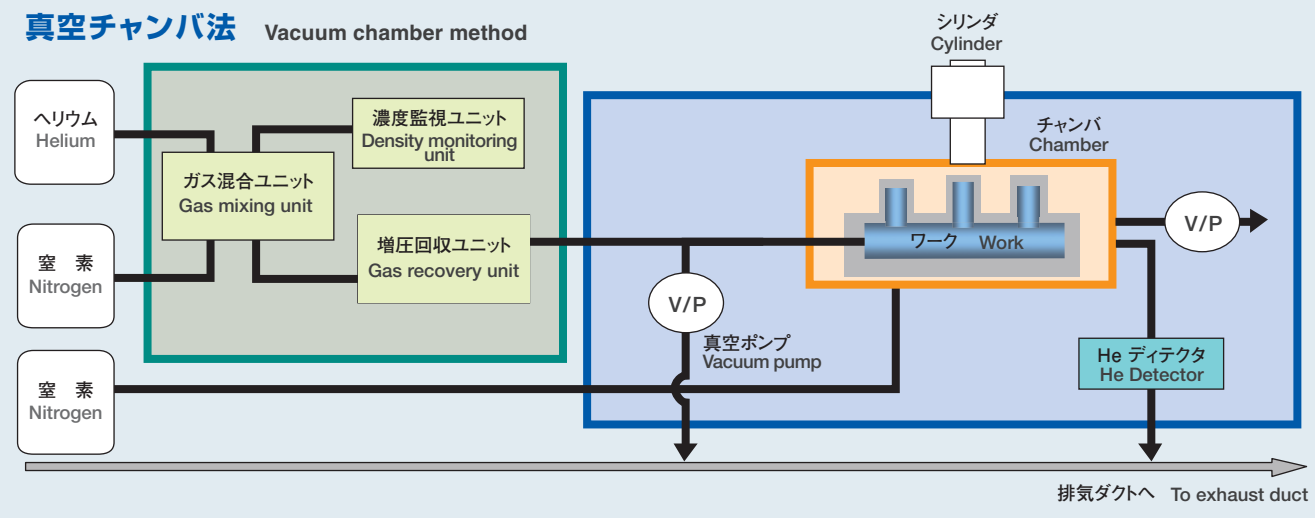 真空チャンバ法 Vacuum chamber method
シリンダ
Cylinder
ヘリウム
Helium
濃度監視ユニット
Density monitoring
unit
チャンバ
Chamber
ガス混合ユニット
Gas mixing unit
増圧回収ユニット
Gas recovery unit
ワーク Work
V/P
窒 素
Nitrogen
V/P
真空ポンプ
Vacuum pump
He ディテクタ
He Detector
窒 素
Nitrogen
排気ダクトへ To exhaust duct